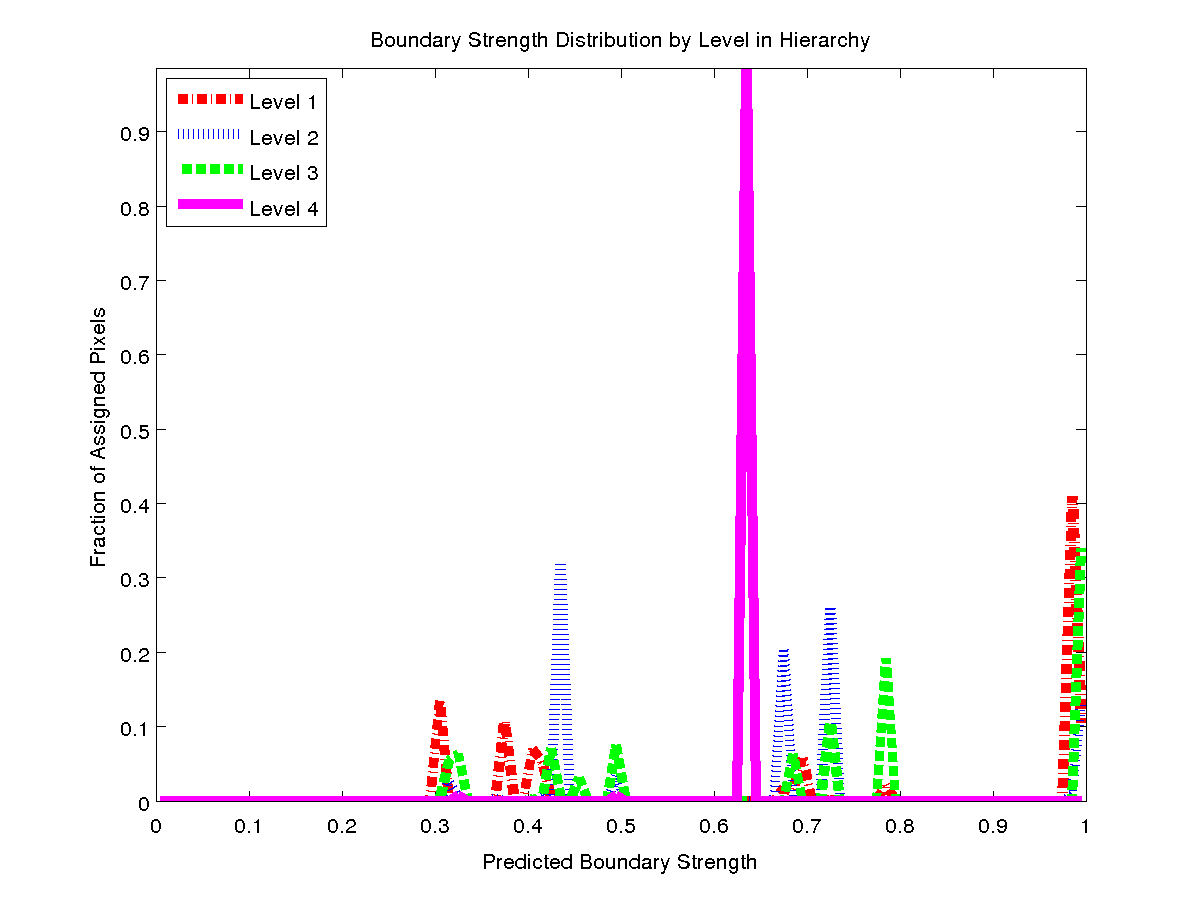 Boundary Strength Distribution by Level in Hierarchy
Level 1
Level 2
Level 3
Level 4
0.9
0.8
0.7
0.6
0.5
0.4
0.3
0.2
0.1
0
Fraction of Assigned Pixels
0 0.1 0.2 0.3 0.4 0.5 0.6 0.7 0.8 0.9 1
Predicted Boundary Strength